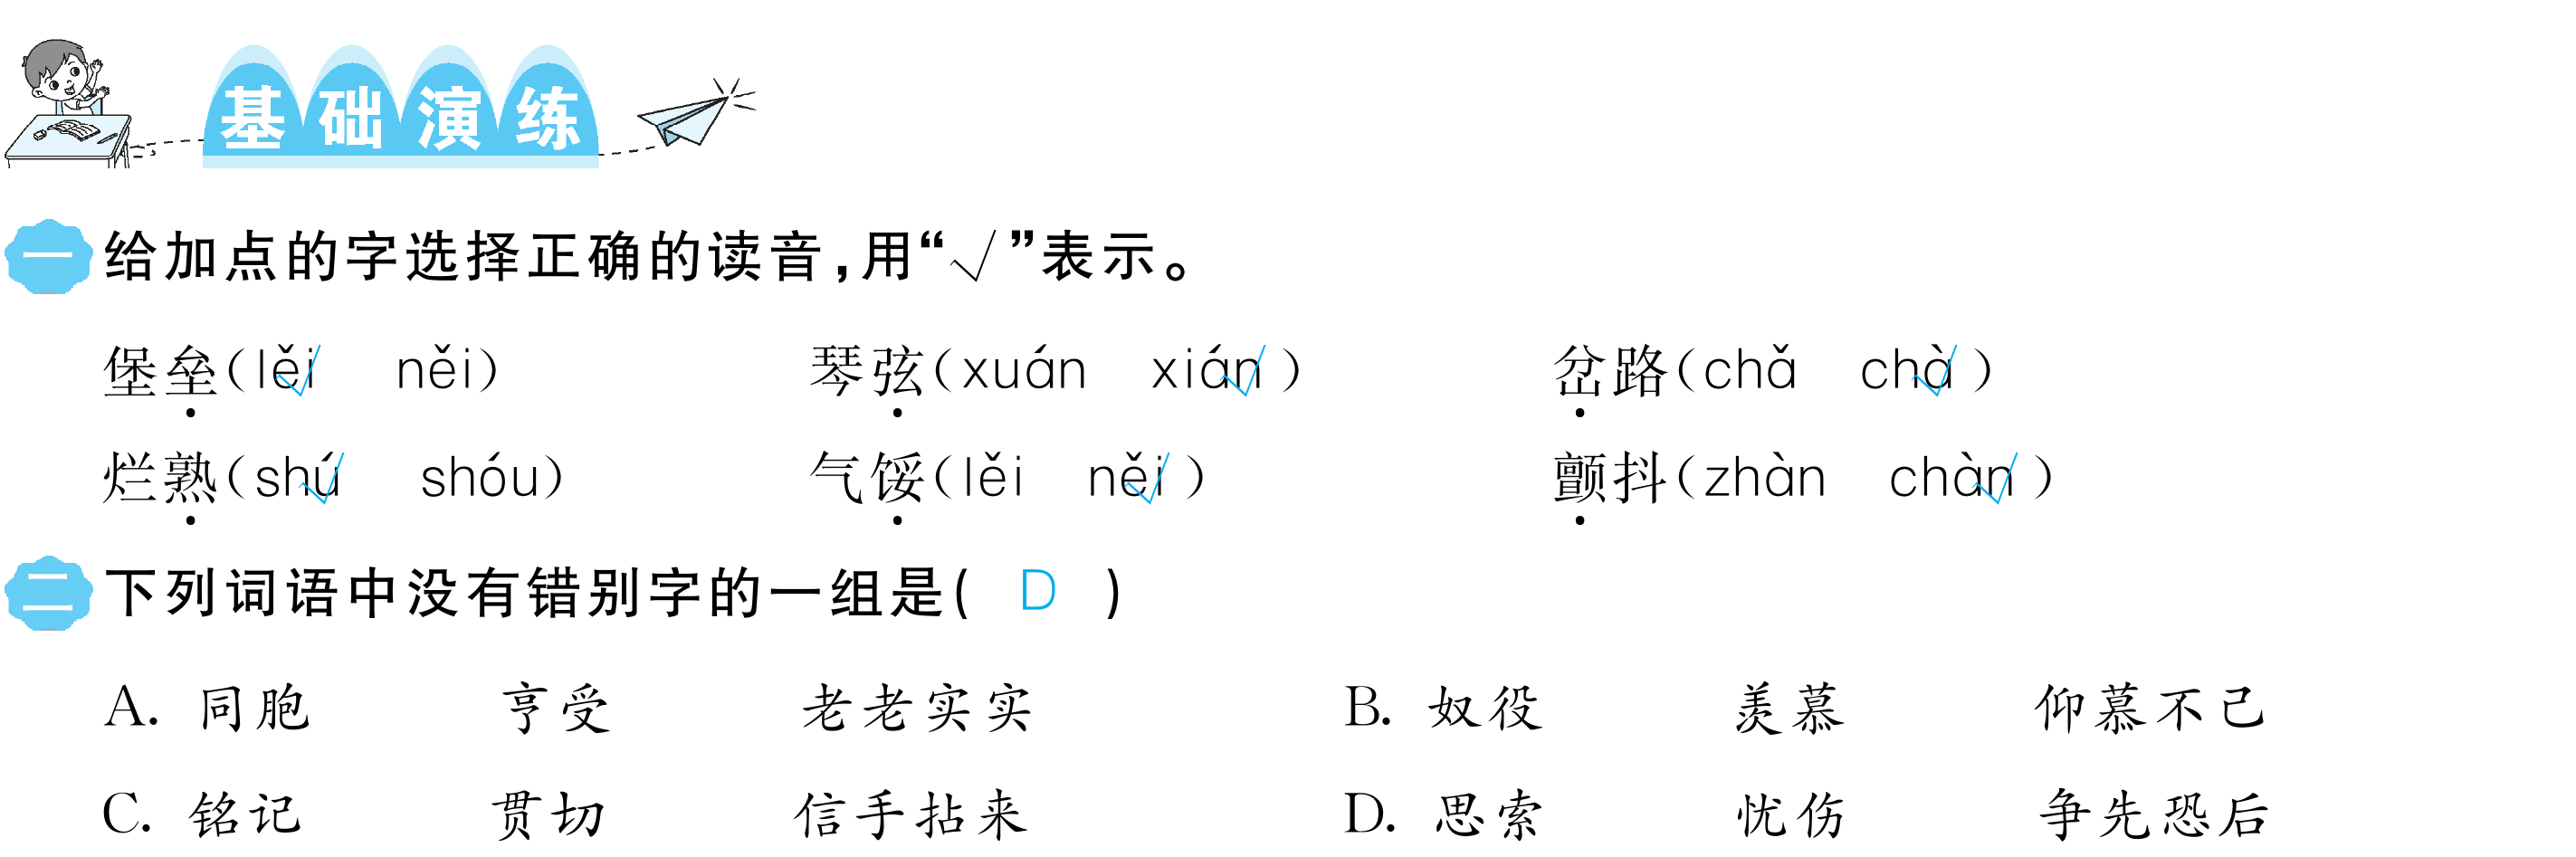 基础演练
一 给加点的字选择正确的读音,用“√”表示。
堡垒(lěi√ něi) 琴弦(xuán xián√) 岔路(chǎ chà√)
烂熟(shú√ shóu) 气馁(lěi něi√) 颤抖(zhàn chàn√)
二 下列词语中没有错别字的一组是( D )
A. 同胞 亨受 老老实实 B. 奴役 羡慕 仰慕不己
C. 铭记 贯切 信手拈来 D. 思索 忧伤 争先恐后